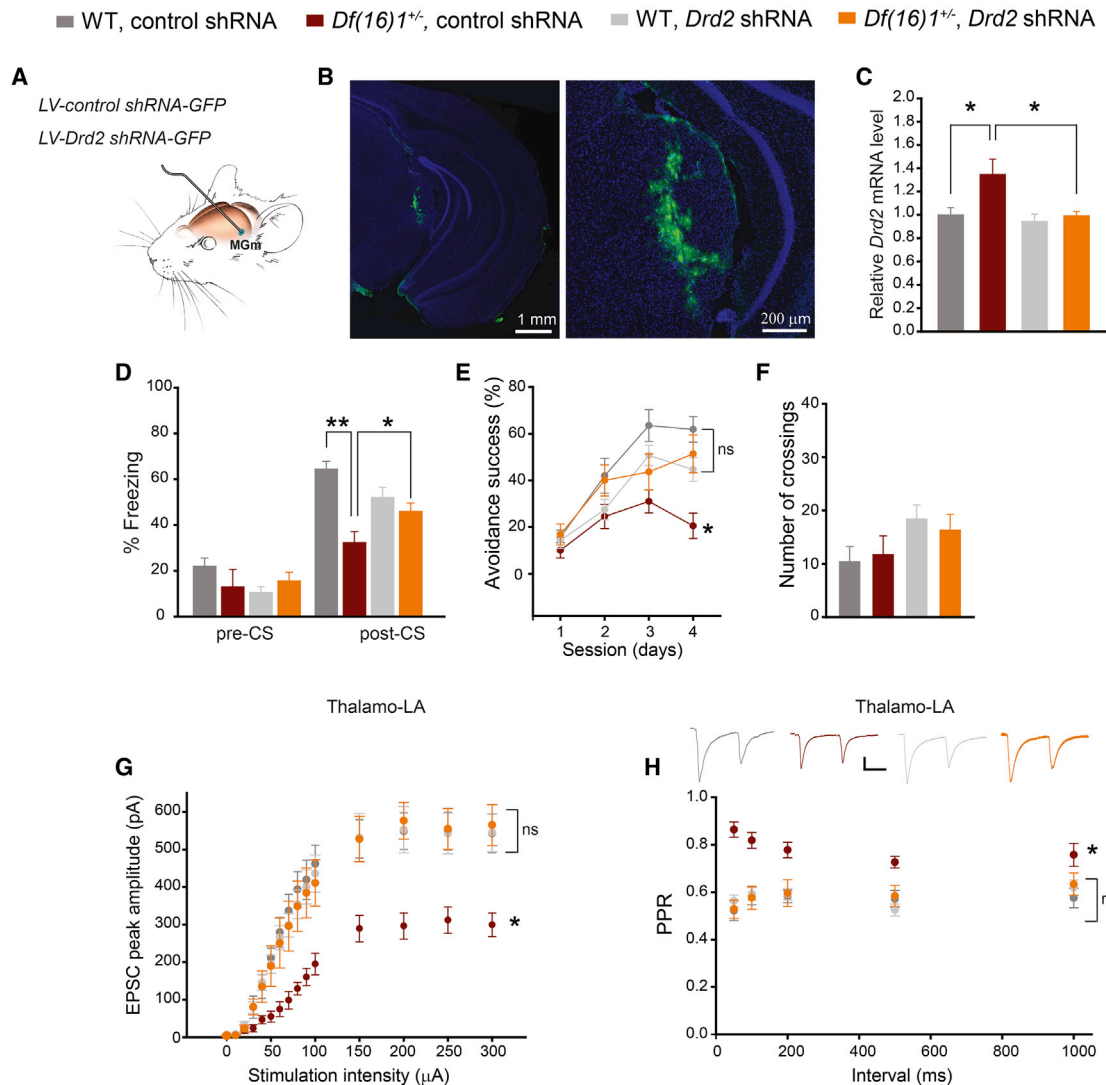 WT, control shRNA Df(16)1+/-, control shRNA WT, Drd2 shRNA Df(16)1+/-, Drd2 shRNA
A
LV-control shRNA-GFP
LV-Drd2 shRNA-GFP
MGm
B
1 mm
200 µm
C
Relative Drd2 mRNA level
2.0
1.8
1.6
1.4
1.2
1.0
0.8
0.6
0.4
0.2
0.0
* *
D
% Freezing
100
80
60
40
20
0
** *
pre-CS post-CS
E
Avoidance success (%)
80
60
40
20
0
ns
*
1 2 3 4
Session (days)
F
Number of crossings
40
30
20
10
0
Thalamo-LA
G
EPSC peak amplitude (pA)
600
500
400
300
200
100
0
ns
*
0 50 100 150 200 250 300
Stimulation intensity (µA)
Thalamo-LA
H
PPR
1.0
0.8
0.6
0.4
0.2
0.0
*
0 200 400 600 800 1000
Interval (ms)